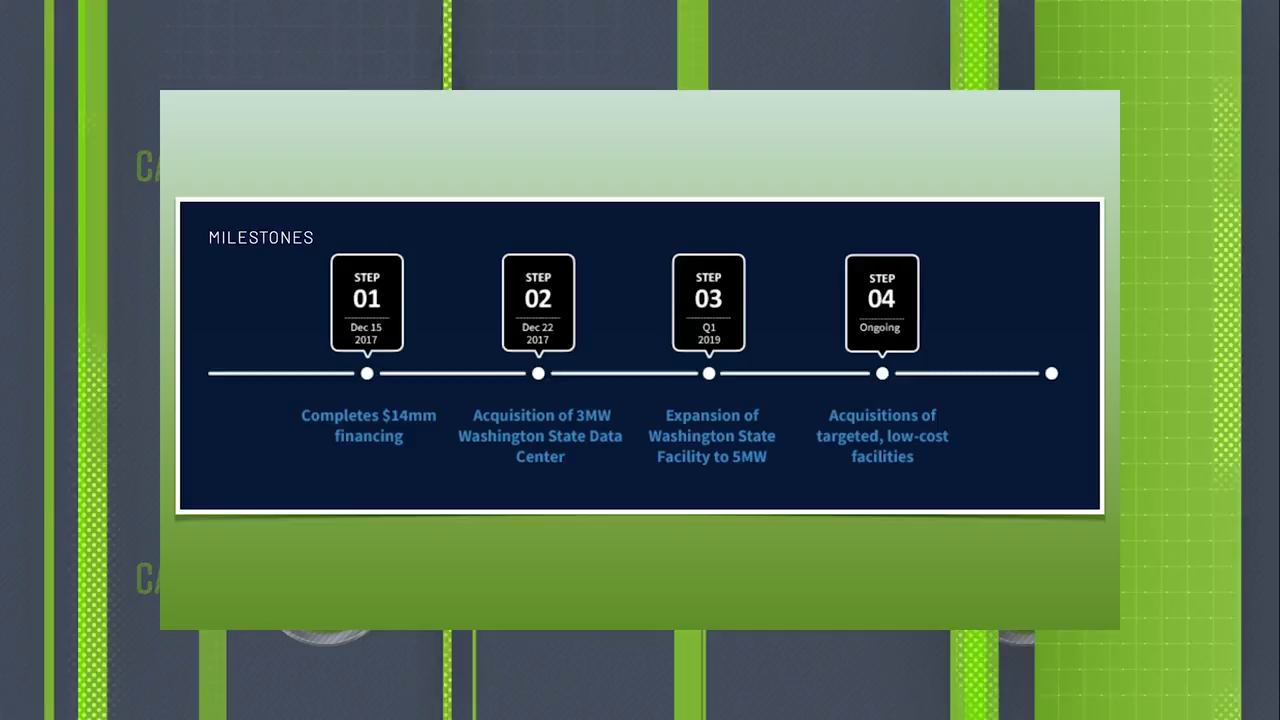 MILESTONES
STEP
01
Dec 15
2017
STEP
02
Dec 22
2017
STEP
03
Q1
2019
STEP
04
Ongoing
Completes $14mm
financing
Acquisition of 3MW
Washington State Data
Center
Expansion of
Washington State
Facility to 5MW
Acquisitions of
targeted, low-cost
facilities